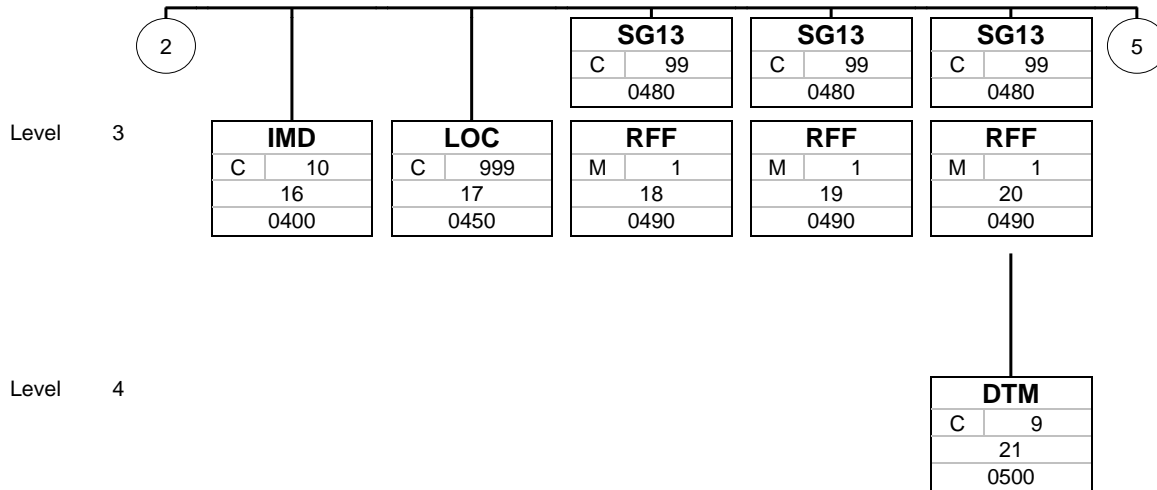 2
SG13 SG13 SG13
5
C 99 C 99 C 99
0480 0480 0480
Level 3
IMD LOC RFF RFF RFF
C 10 C 999 M 1 M 1 M 1
16 17 18 19 20
0400 0450 0490 0490 0490
Level 4
DTM
C 9
21
0500